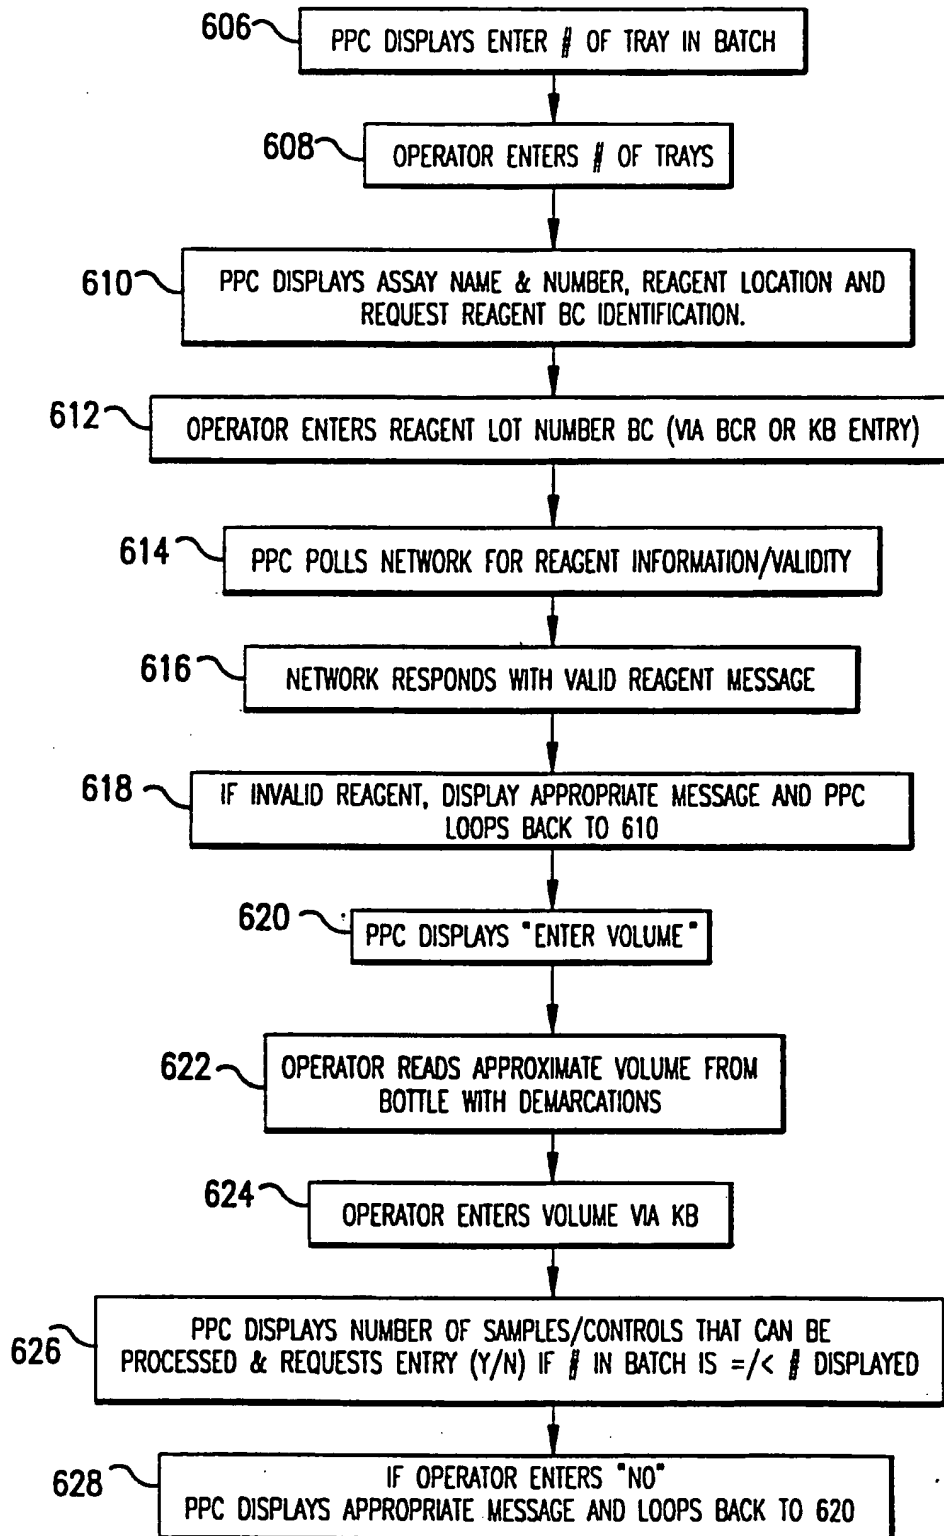 606
PPC DISPLAYS ENTER # OF TRAY IN BATCH
608
OPERATOR ENTERS # OF TRAYS
610
PPC DISPLAYS ASSAY NAME & NUMBER, REAGENT LOCATION AND
REQUEST REAGENT BC IDENTIFICATION.
612
OPERATOR ENTERS REAGENT LOT NUMBER BC (VIA BCR OR KB ENTRY)
614
PPC POLLS NETWORK FOR REAGENT INFORMATION/VALIDITY
616
NETWORK RESPONDS WITH VALID REAGENT MESSAGE
618
IF INVALID REAGENT, DISPLAY APPROPRIATE MESSAGE AND PPC
LOOPS BACK TO 610
620
PPC DISPLAYS "ENTER VOLUME"
622
OPERATOR READS APPROXIMATE VOLUME FROM
BOTTLE WITH DEMARCATIONS
624
OPERATOR ENTERS VOLUME VIA KB
626
PPC DISPLAYS NUMBER OF SAMPLES/CONTROLS THAT CAN BE
PROCESSED & REQUESTS ENTRY (Y/N) IF # IN BATCH IS =/< # DISPLAYED
628
IF OPERATOR ENTERS "NO"
PPC DISPLAYS APPROPRIATE MESSAGE AND LOOPS BACK TO 620